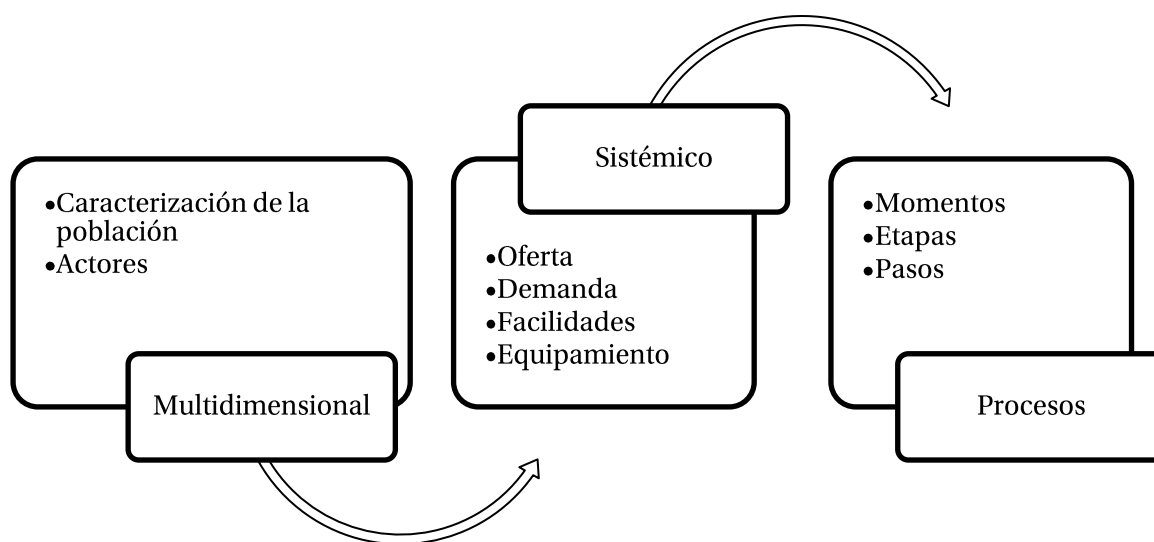 •Caracterización de la
población
•Actores
Multidimensional
Sistémico
•Oferta
•Demanda
•Facilidades
•Equipamiento
•Momentos
•Etapas
•Pasos
Procesos